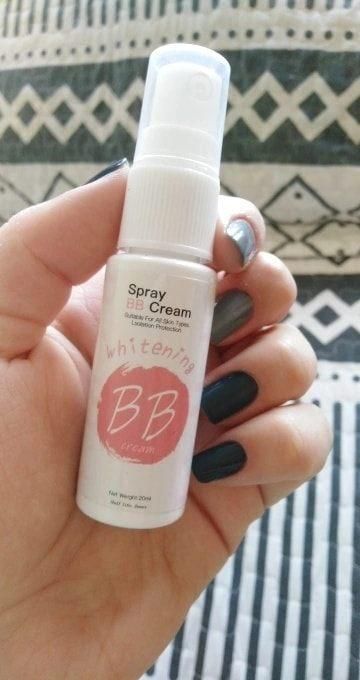 Spray
BB Cream
Suitable For All Skin Types,
Isolation Protection
whitening
BB
cream
Net Weight 20ml